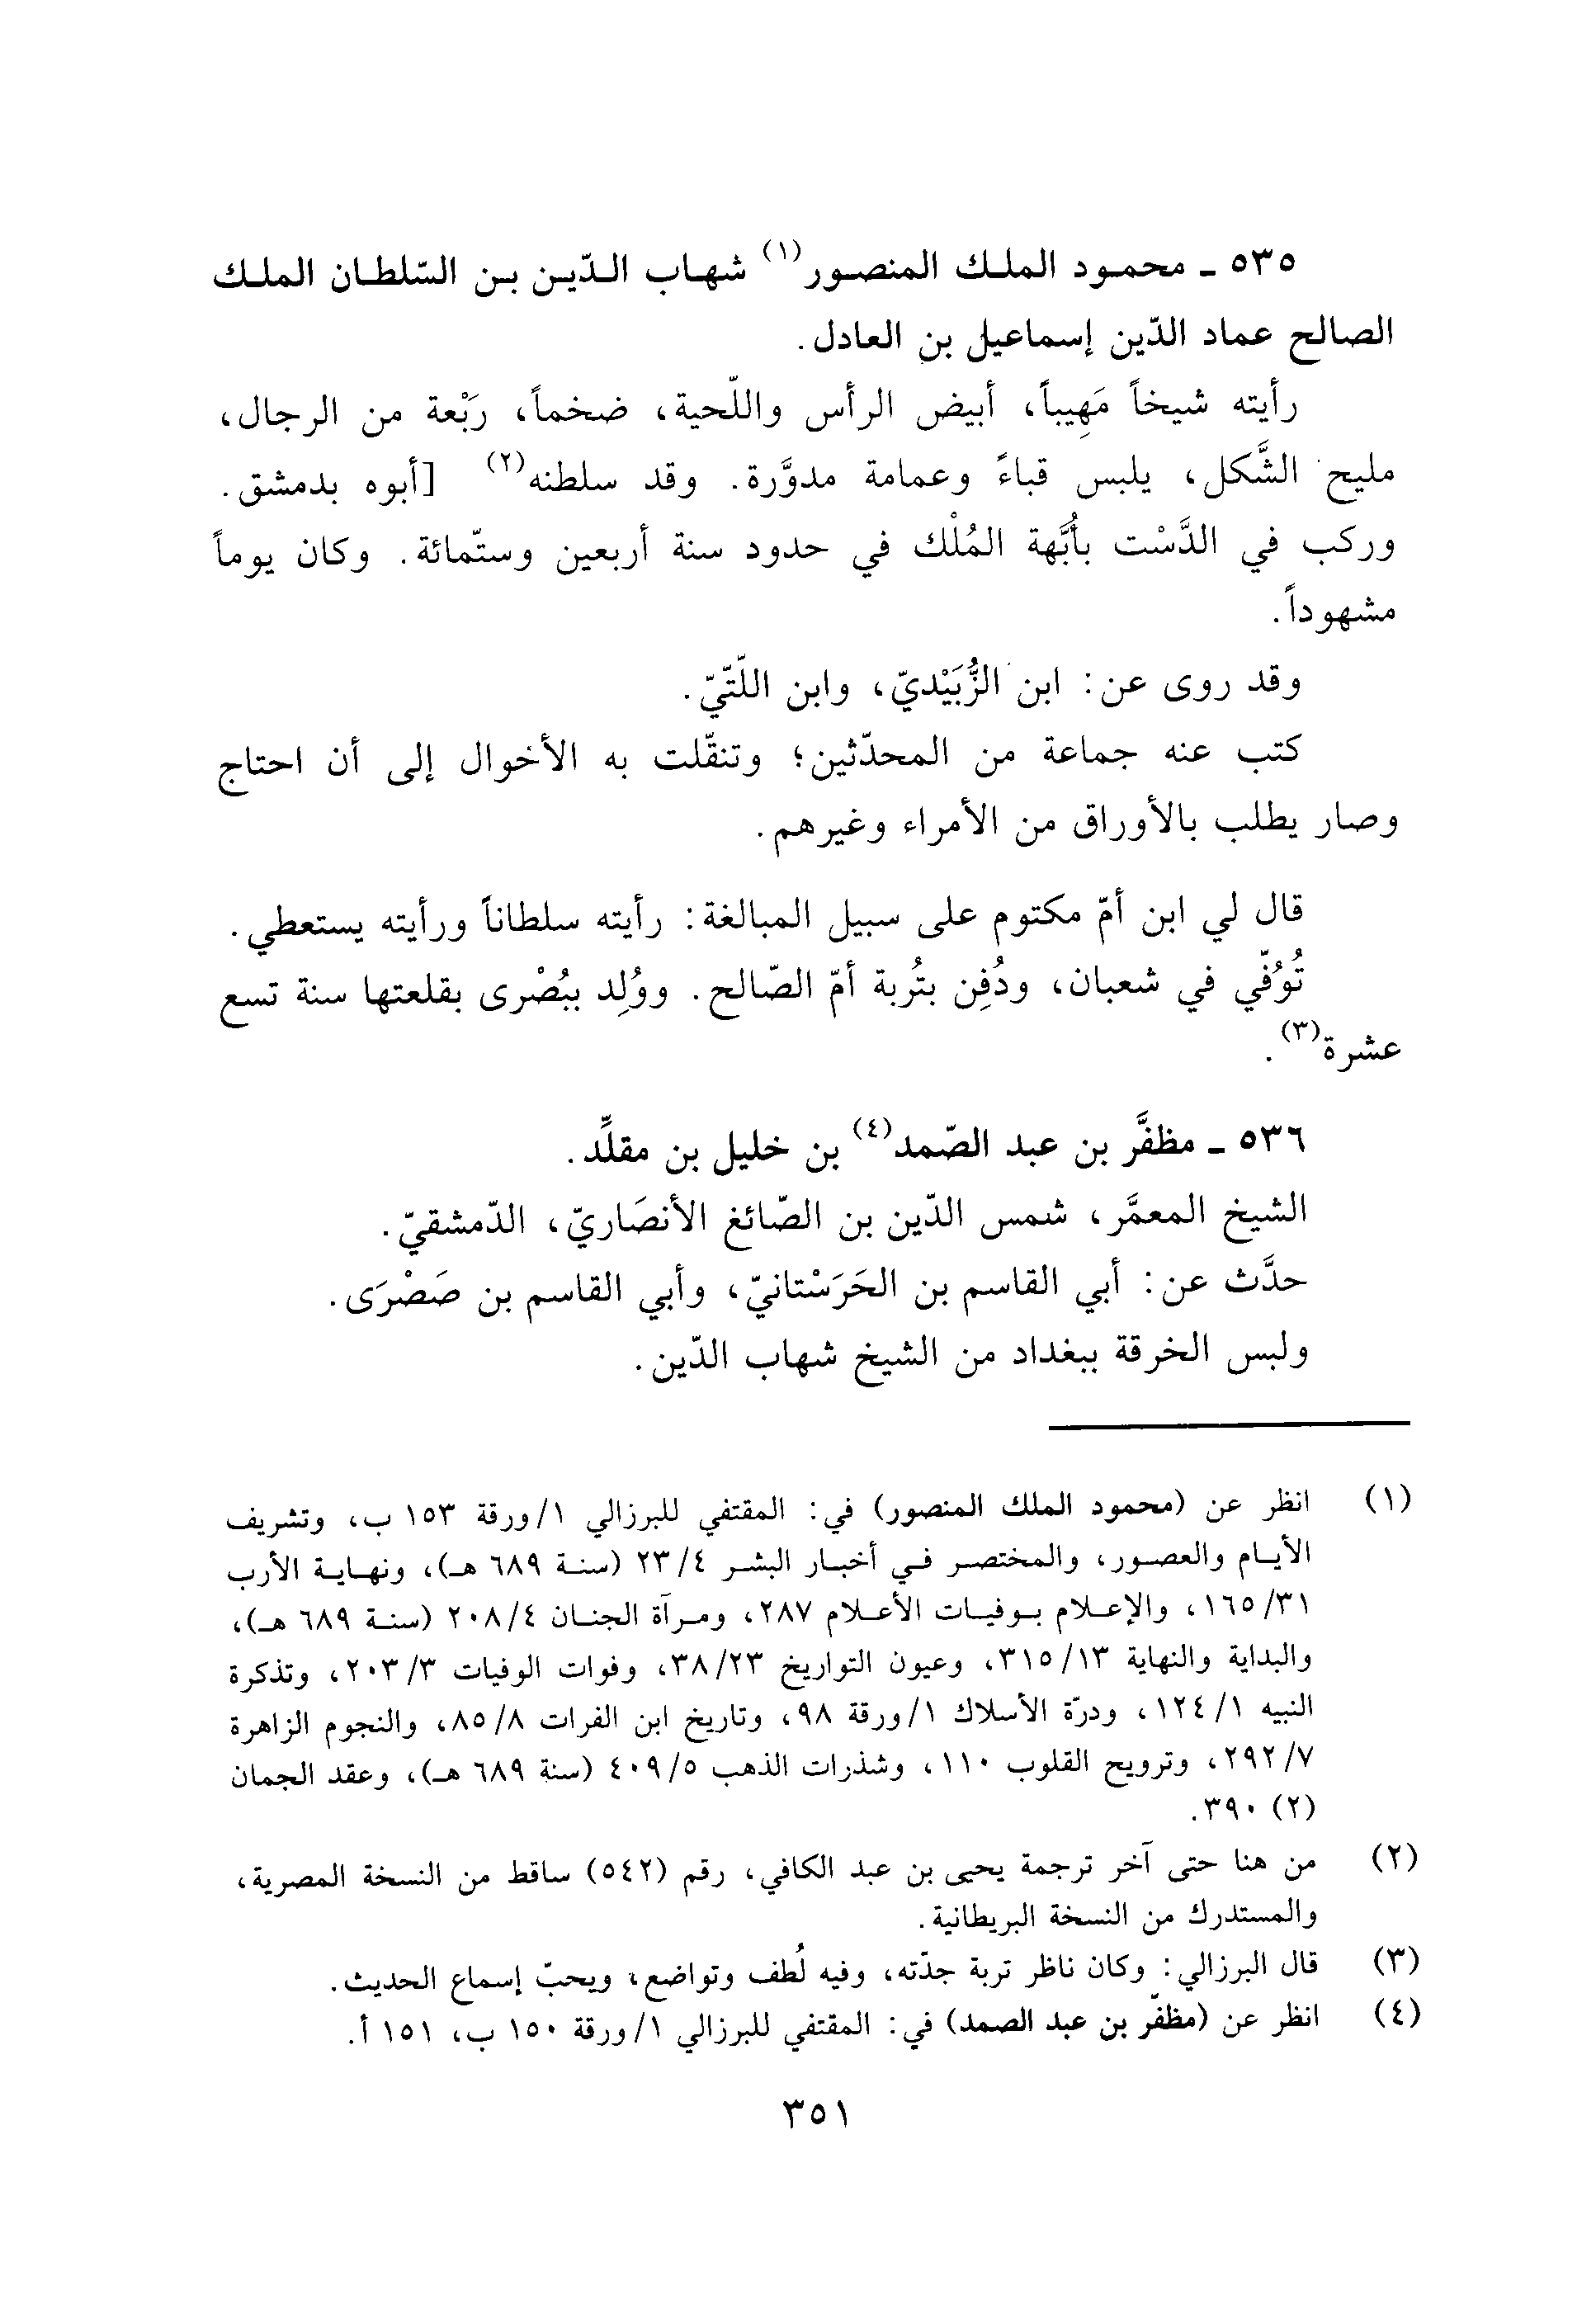 ٥٣٥ ـ محمود الملك المنصور(١) شهاب الدّين بن السّلطان الملك
الصالح عماد الدّين إسماعيل بن العادل.
رأيته شيخاً مَهِيباً، أبيض الرأس واللّحية، ضخماً، رَبْعة من الرجال،
مليح الشَّكل، يلبس قباءً وعمامة مدوَّرة. وقد سلطنه(٢) [أبوه بدمشق.
وركب في الدَّسْت بأُبَّهة المُلْك في حدود سنة أربعين وستّمائة. وكان يوماً
مشهوداً.
وقد روى عن: ابن الزُّبَيْديّ، وابن اللّتّيّ.
كتب عنه جماعة من المحدّثين؛ وتنقّلت به الأخوال إلى أن احتاج
وصار يطلب بالأوراق من الأمراء وغيرهم.
قال لي ابن أمّ مكتوم على سبيل المبالغة: رأيته سلطاناً ورأيته يستعطي.
تُوُفّي في شعبان، ودُفِن بتُربة أمّ الصّالح. ووُلِد ببُصْرى بقلعتها سنة تسع
عشرة(٣).
٥٣٦ ـ مظفَّر بن عبد الصّمد(٤) بن خليل بن مقلِّد.
الشيخ المعمَّر، شمس الدّين بن الصّائغ الأنصَاريّ، الدّمشقيّ.
حدَّث عن: أبي القاسم بن الحَرَسْتانيّ، وأبي القاسم بن صَصْرَى.
ولبس الخرقة ببغداد من الشيخ شهاب الدّين.
(١) انظر عن (محمود الملك المنصور) في: المقتفي للبرزالي ١/ورقة ١٥٣ ب، وتشريف
الأيام والعصور، والمختصر في أخبار البشر ٢٣/٤ (سنة ٦٨٩ هـ)، ونهاية الأرب
١٦٥/٣١، والإعلام بوفيات الأعلام ٢٨٧، ومرآة الجنان ٢٠٨/٤ (سنة ٦٨٩ هـ)،
والبداية والنهاية ٣١٥/١٣، وعيون التواريخ ٣٨/٢٣، وفوات الوفيات ٢٠٣/٣، وتذكرة
النبيه ١٢٤/١، ودرّة الأسلاك ١/ورقة ٩٨، وتاريخ ابن الفرات ٨٥/٨، والنجوم الزاهرة
٢٩٢/٧، وترويح القلوب ١١٠، وشذرات الذهب ٤٠٩/٥ (سنة ٦٨٩ هـ)، وعقد الجمان
(٢) ٣٩٠.
(٢) من هنا حتى آخر ترجمة يحيى بن عبد الكافي، رقم (٥٤٢) ساقط من النسخة المصرية،
والمستدرك من النسخة البريطانية.
(٣) قال البرزالي: وكان ناظر تربة جدّته، وفيه لُطف وتواضع، ويحبّ إسماع الحديث.
(٤) انظر عن (مظفّر بن عبد الصمد) في: المقتفي للبرزالي ١/ورقة ١٥٠ ب، ١٥١ أ.
٣٥١